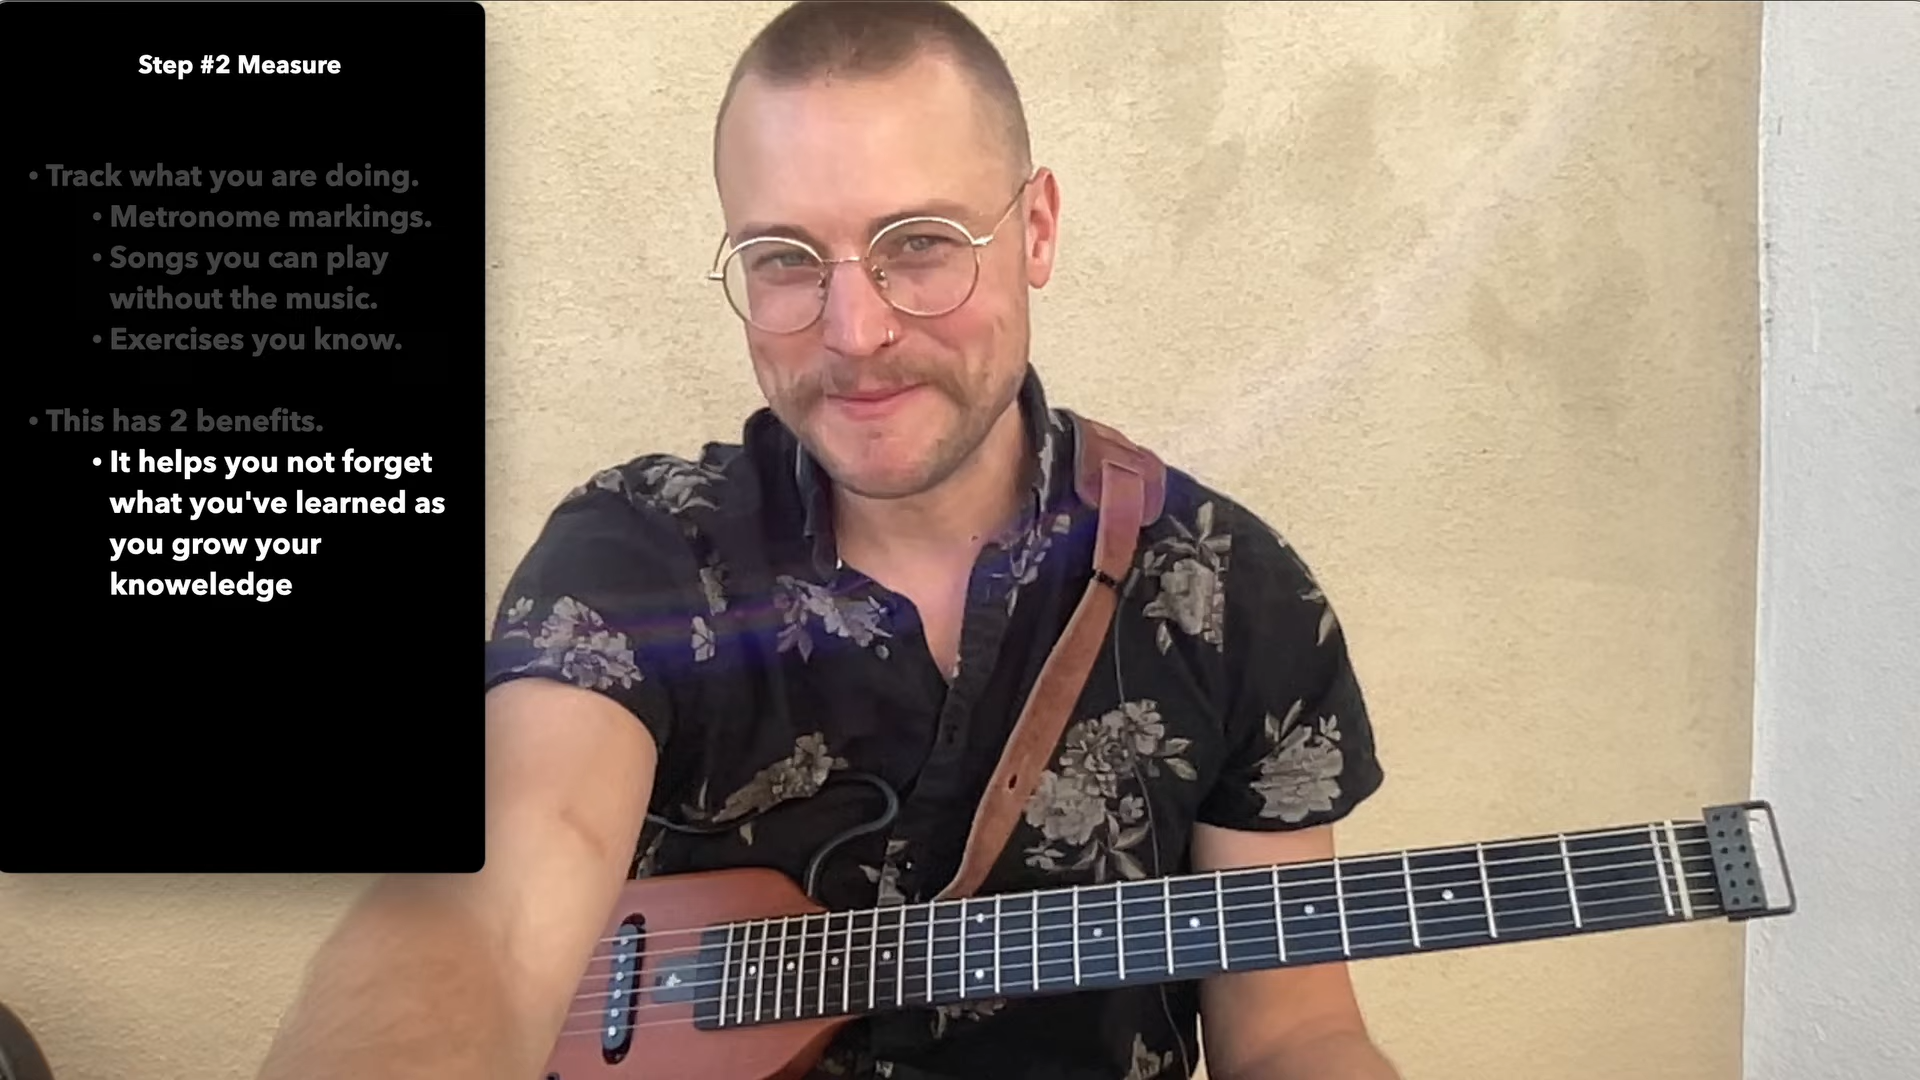 Step #2 Measure
• Track what you are doing.
• Metronome markings.
• Songs you can play
without the music.
• Exercises you know.
• This has 2 benefits.
• It helps you not forget
what you've learned as
you grow your
knoweledge